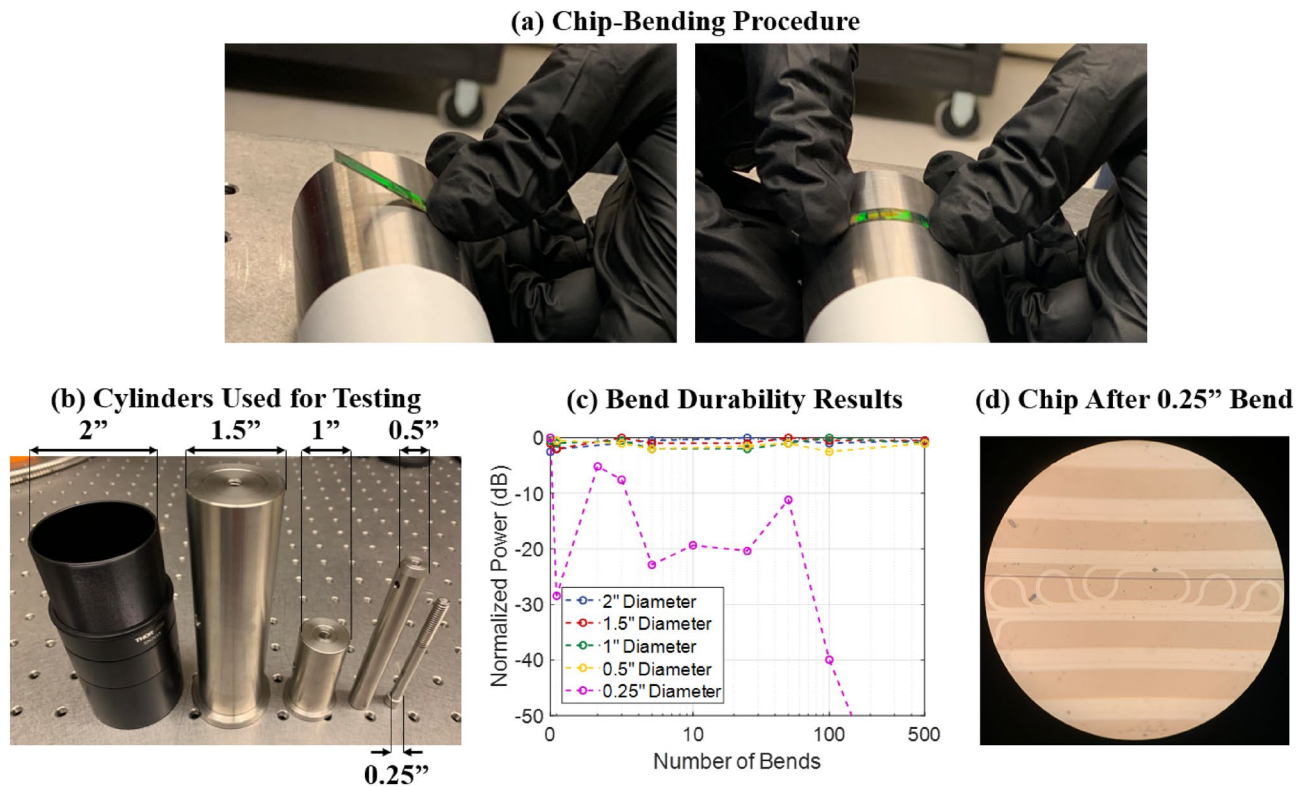 (a) Chip-Bending Procedure
(b) Cylinders Used for Testing
2” 1.5” 1” 0.5”
THOR
0.25”
(c) Bend Durability Results
Normalized Power (dB)
0
-10
-20
-30
-40
-50
2" Diameter
1.5" Diameter
1" Diameter
0.5" Diameter
0.25" Diameter
0 10 100 500
Number of Bends
(d) Chip After 0.25” Bend